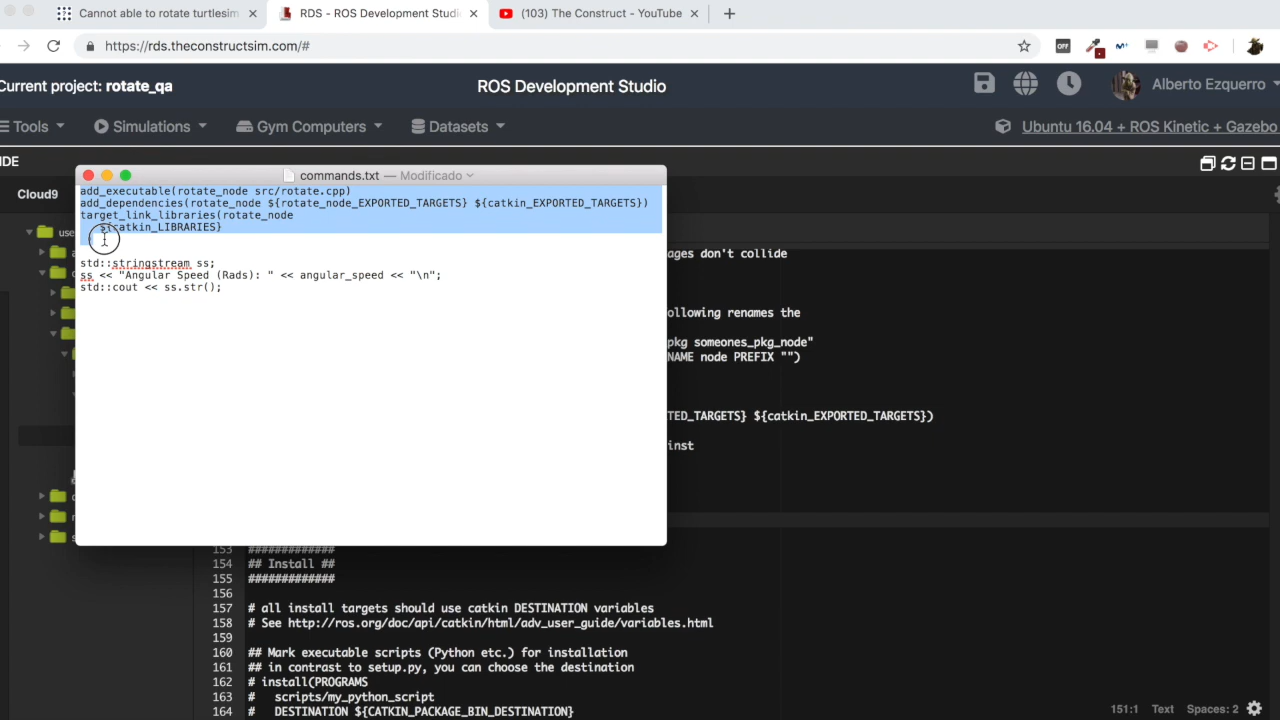 Cannot able to rotate turtlesim
RDS - ROS Development Studio
(103) The Construct - YouTube
https://rds.theconstructsim.com/#
OFF
Current project: rotate_qa
ROS Development Studio
Alberto Ezquerro
Tools
Simulations
Gym Computers
Datasets
Ubuntu 16.04 + ROS Kinetic + Gazebo
IDE
Cloud9
commands.txt — Modificado
add_executable(rotate_node src/rotate.cpp)
add_dependencies(rotate_node ${rotate_node_EXPORTED_TARGETS} ${catkin_EXPORTED_TARGETS})
target_link_libraries(rotate_node
${catkin_LIBRARIES}
)
std::stringstream ss;
ss << "Angular Speed (Rads): " << angular_speed << "\n";
std::cout << ss.str();
use
ages don't collide
ollowing renames the
pkg someones_pkg_node"
NAME node PREFIX "")
TED_TARGETS} ${catkin_EXPORTED_TARGETS})
inst
153 #############
154 ## Install ##
155 #############
156
157 # all install targets should use catkin DESTINATION variables
158 # See http://ros.org/doc/api/catkin/html/adv_user_guide/variables.html
159
160 ## Mark executable scripts (Python etc.) for installation
161 ## in contrast to setup.py, you can choose the destination
162 # install(PROGRAMS
163 #   scripts/my_python_script
164 #   DESTINATION ${CATKIN_PACKAGE_BIN_DESTINATION}
151:1 Text Spaces: 2